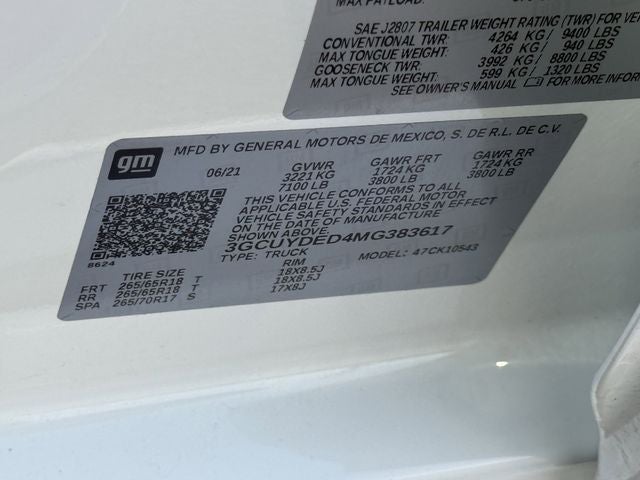 MAX PAYLOAD:
SAE J2807 TRAILER WEIGHT RATING (TWR) FOR VE
CONVENTIONAL TWR: 4264 KG/ 9400 LBS
MAX TONGUE WEIGHT: 426 KG/ 940 LBS
GOOSENECK TWR: 3992 KG/ 8800 LBS
MAX TONGUE WEIGHT: 599 KG/ 1320 LBS
SEE OWNER'S MANUAL FOR MORE INFOR
gm
MFD BY GENERAL MOTORS DE MEXICO, S. DE R.L. DE C.V.
06/21 GVWR GAWR FRT GAWR RR
3221 KG 1724 KG 1724 KG
7100 LB 3800 LB 3800 LB
THIS VEHICLE CONFORMS TO ALL
APPLICABLE U.S. FEDERAL MOTOR
VEHICLE SAFETY STANDARDS IN EFFECT
ON THE DATE OF MANUFACTURE SHOWN ABOVE.
3GCUYDED4MG383617
8624
TYPE: TRUCK MODEL: 47CK10543
TIRE SIZE RIM
FRT 265/65R18 T 18X8.5J
RR 265/65R18 T 18X8.5J
SPA 265/70R17 S 17X8J